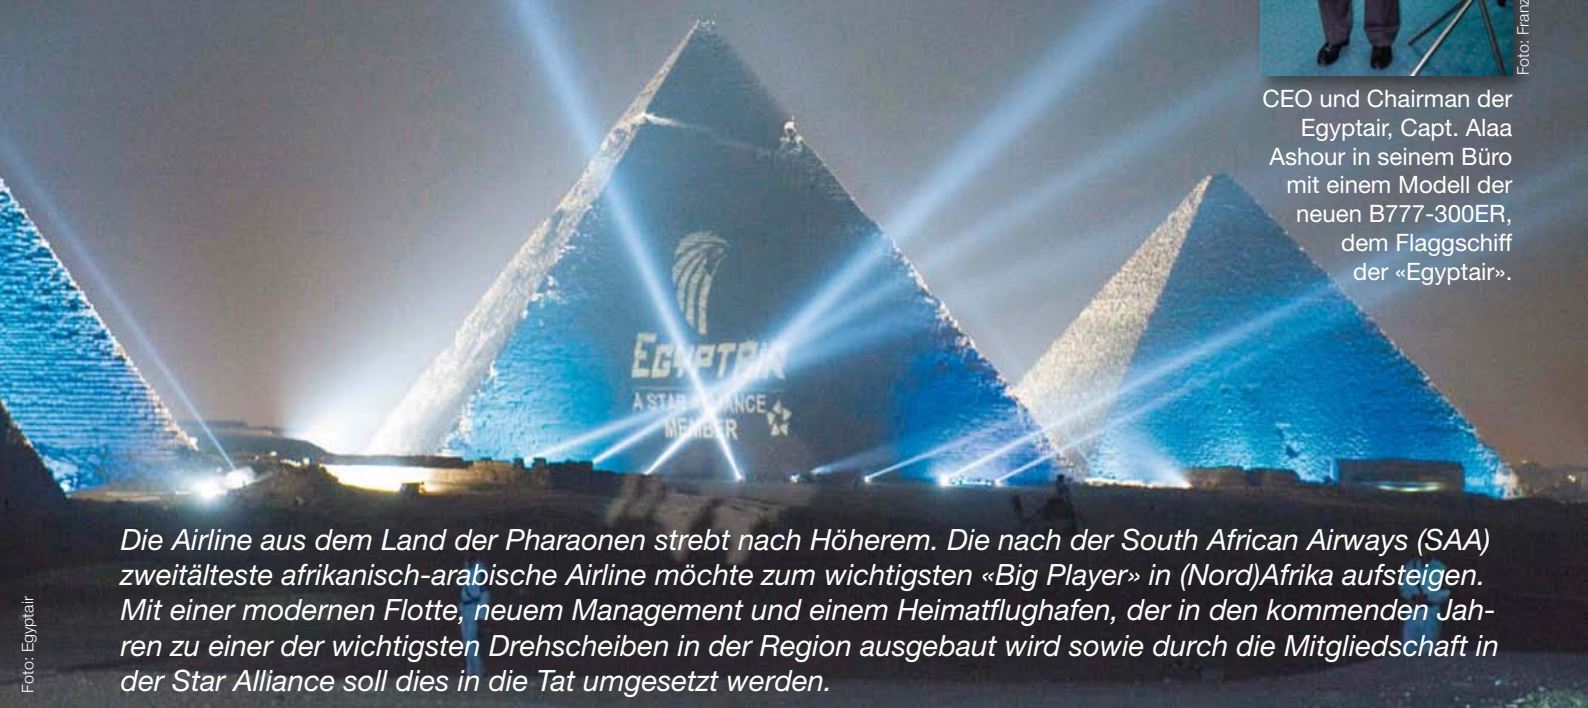 Foto: Franz
CEO und Chairman der
Egyptair, Capt. Alaa
Ashour in seinem Büro
mit einem Modell der
neuen B777-300ER,
dem Flaggschiff
der «Egyptair».
EGYPTAIR
A STAR ALLIANCE
MEMBER
Die Airline aus dem Land der Pharaonen strebt nach Höherem. Die nach der South African Airways (SAA)
zweitälteste afrikanisch-arabische Airline möchte zum wichtigsten «Big Player» in (Nord)Afrika aufsteigen.
Mit einer modernen Flotte, neuem Management und einem Heimatflughafen, der in den kommenden Jah-
ren zu einer der wichtigsten Drehscheiben in der Region ausgebaut wird sowie durch die Mitgliedschaft in
der Star Alliance soll dies in die Tat umgesetzt werden.
Foto: Egyptair